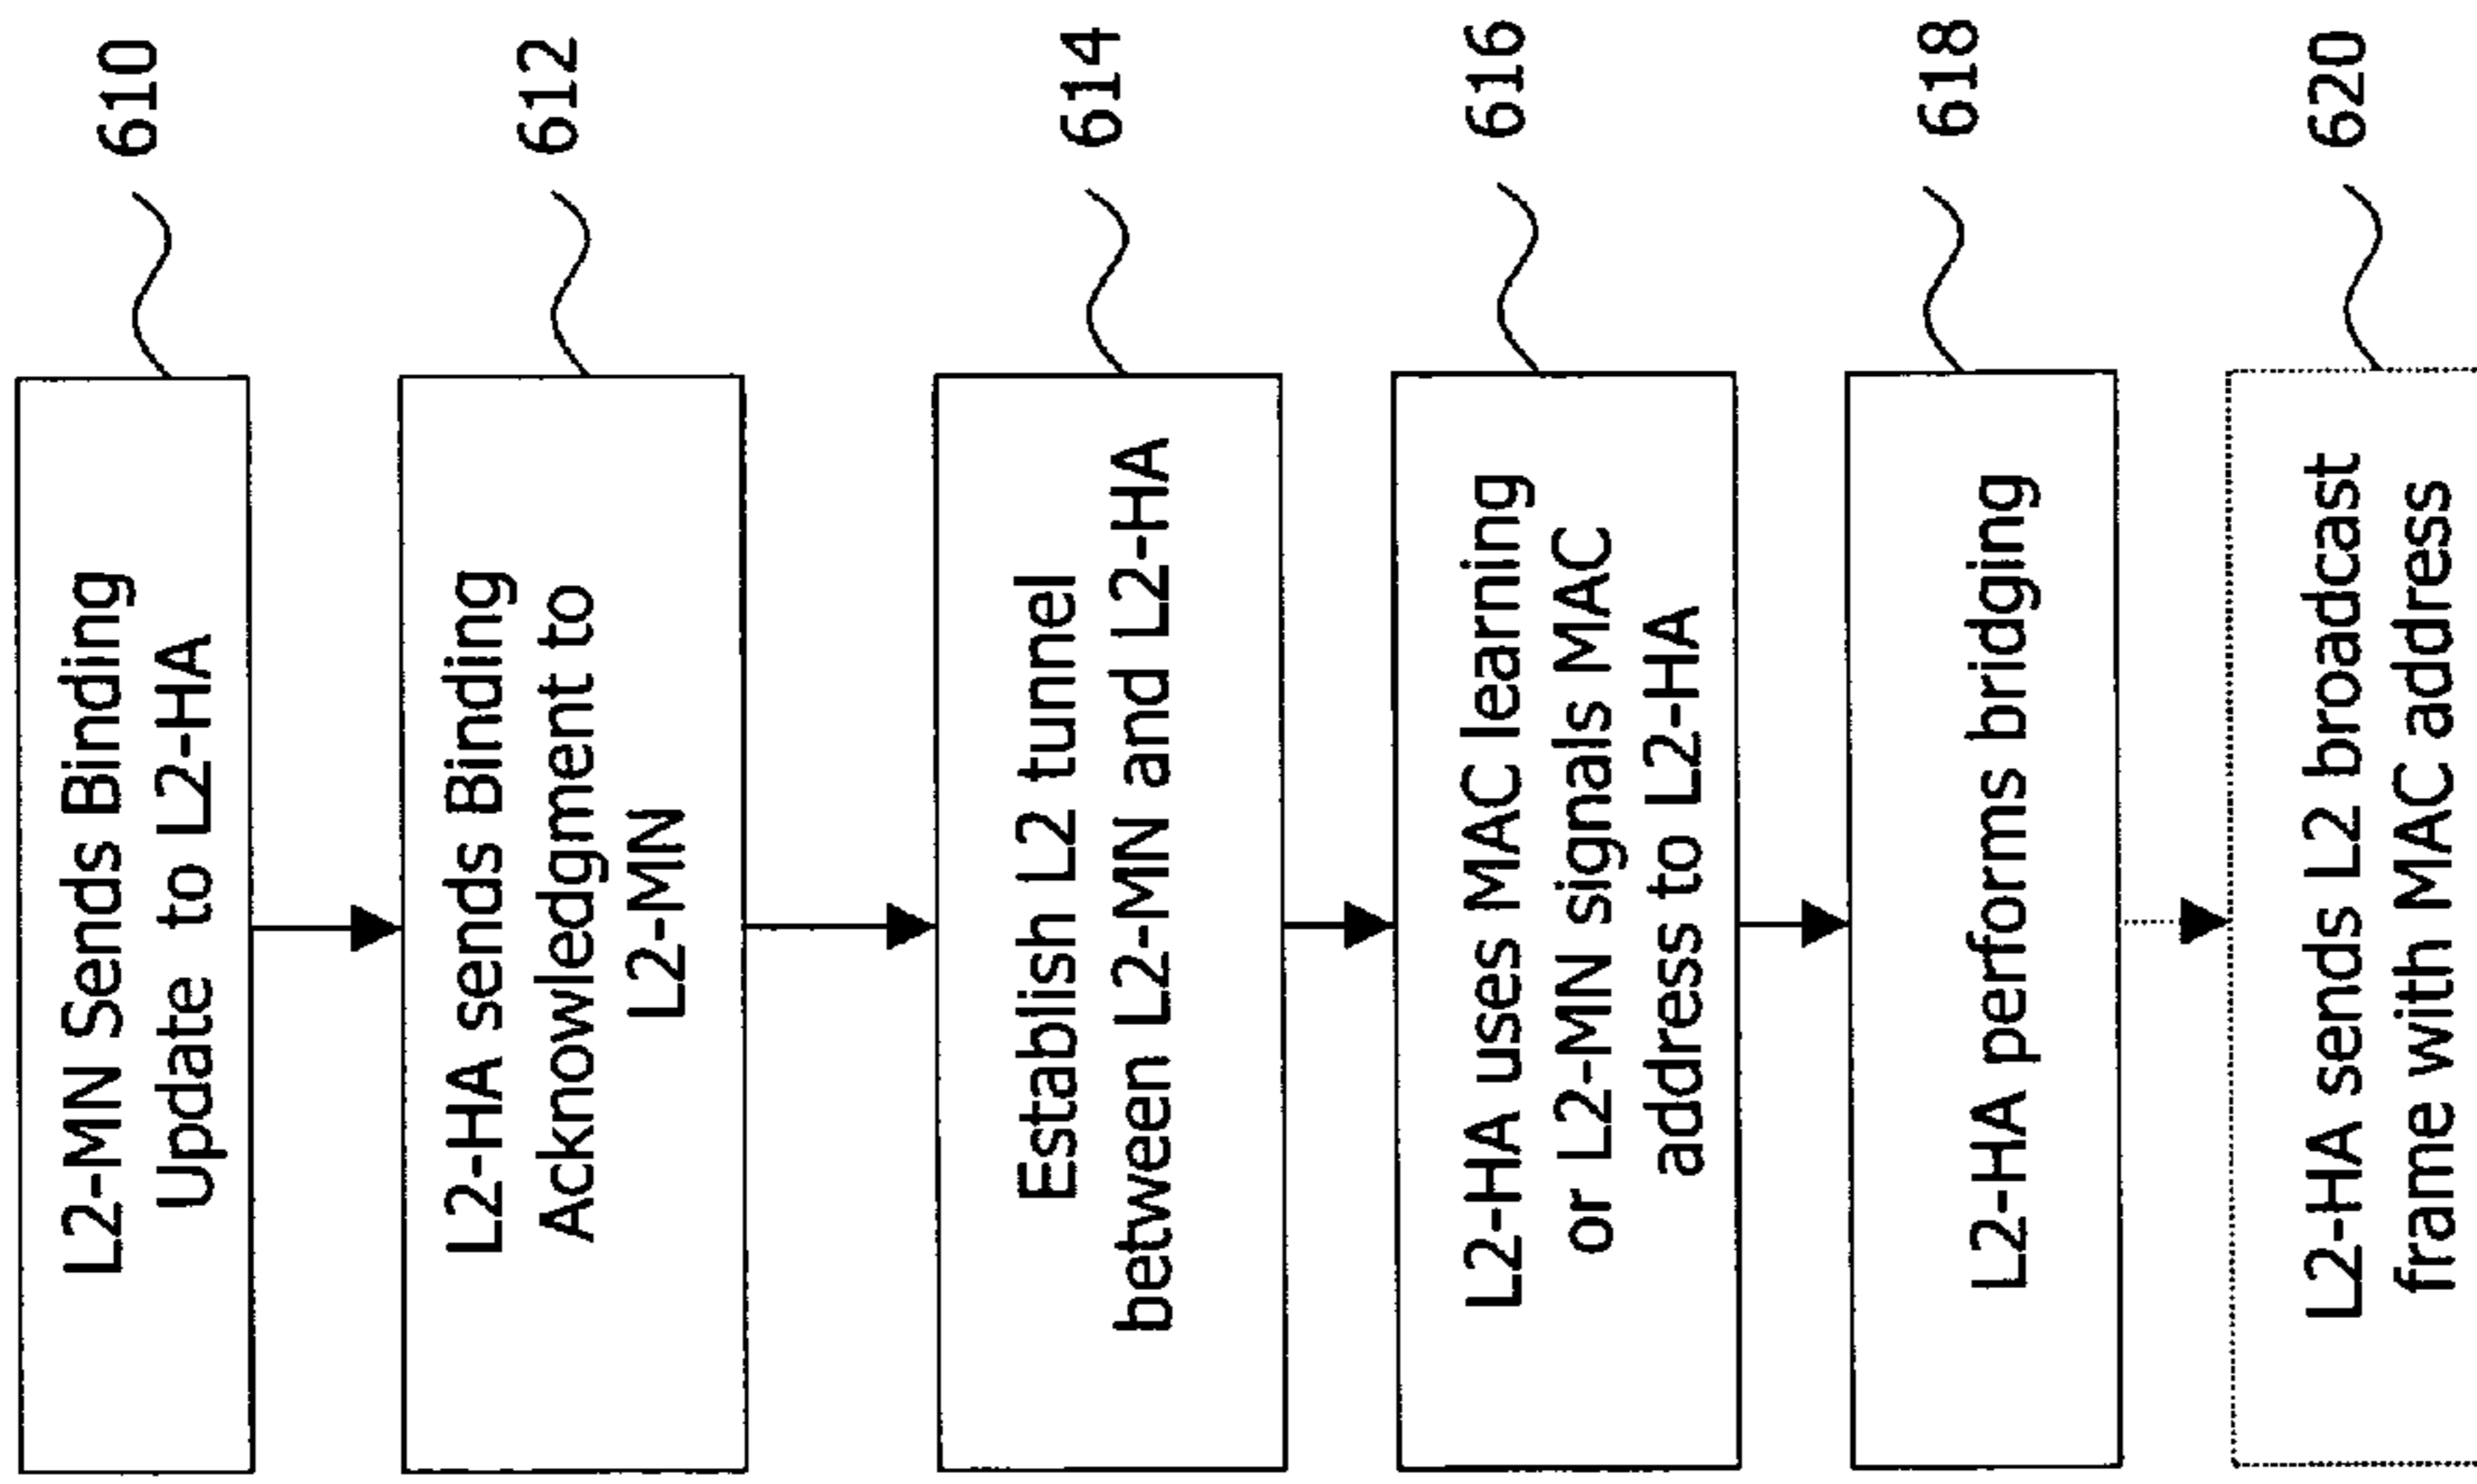 L2-MN Sends Binding
Update to L2-HA
610
L2-HA sends Binding
Acknowledgment to
L2-MN
612
Establish L2 tunnel
between L2-MN and L2-HA
614
L2-HA uses MAC learning
or L2-MN signals MAC
address to L2-HA
616
L2-HA performs bridging
618
L2-HA sends L2 broadcast
frame with MAC address
620